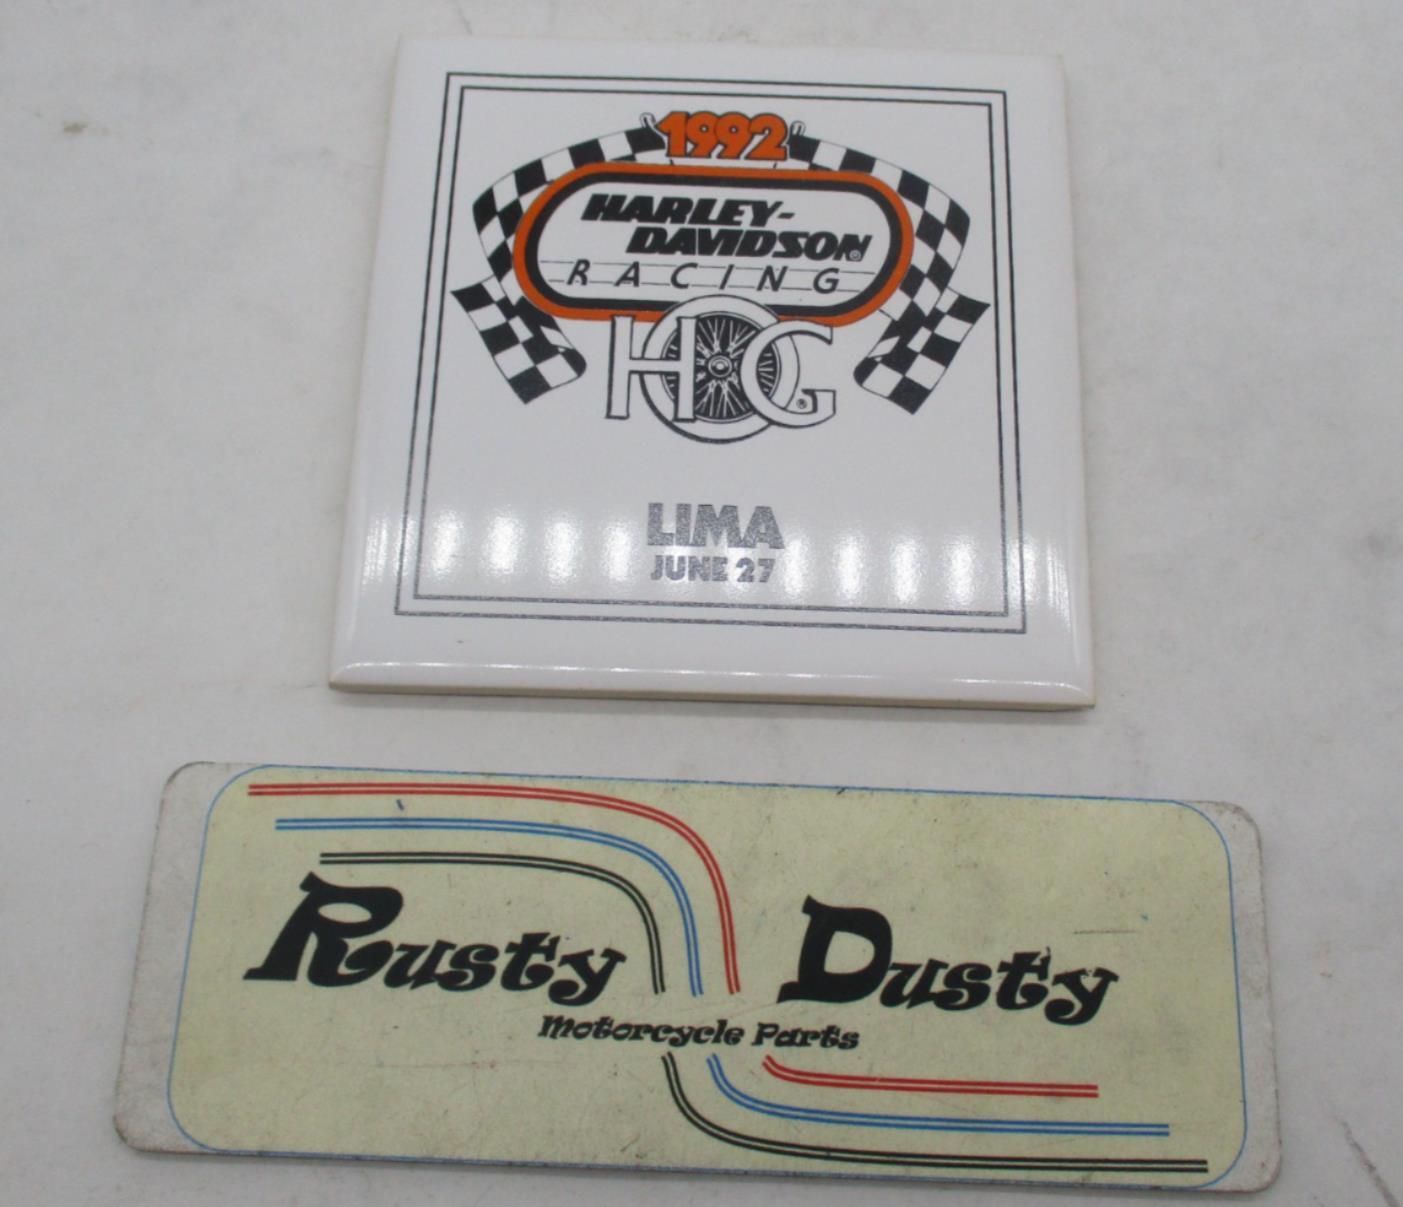 1992
HARLEY-
DAVIDSON®
RACING
HOG®
LIMA
JUNE 27
Rusty Dusty
Motorcycle Parts